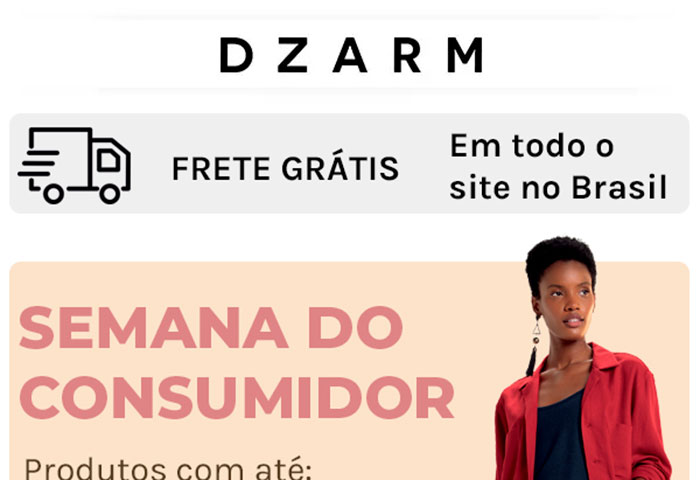 DZARM
FRETE GRÁTIS
Em todo o
site no Brasil
SEMANA DO
CONSUMIDOR
Produtos com até: